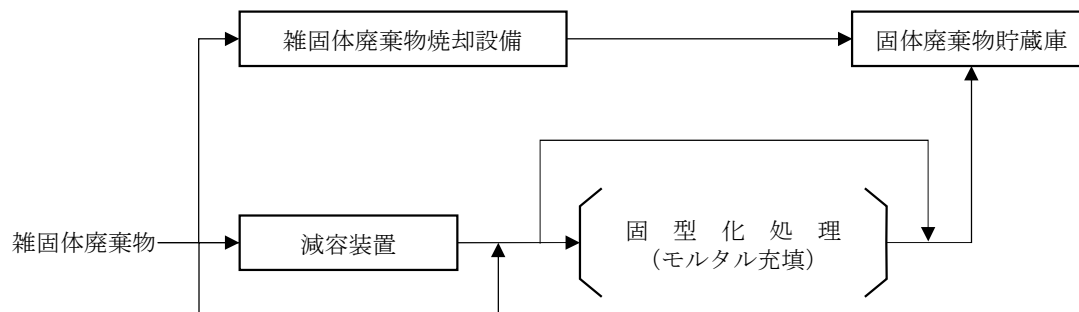 雑固体廃棄物焼却設備
固体廃棄物貯蔵庫
雑固体廃棄物
減容装置
固型化処理
(モルタル充填)